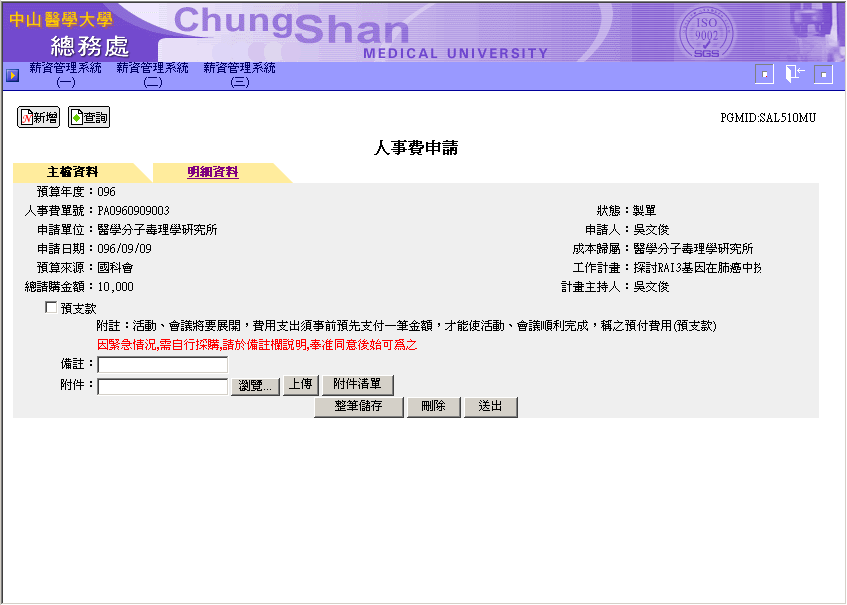 中山醫學大學
總務處
ChungShan
MEDICAL UNIVERSITY
ISO
9002
SGS
薪資管理系統(一) 薪資管理系統(二) 薪資管理系統(三)
新增 查詢
PGMID:SAL510MU
人事費申請
主檔資料 明細資料
預算年度：096
人事費單號：PA0960909003 狀態：製單
申請單位：醫學分子毒理學研究所 申請人：吳文俊
申請日期：096/09/09 成本歸屬：醫學分子毒理學研究所
預算來源：國科會 工作計畫：探討RAI3基因在肺癌中
總請購金額：10,000 計畫主持人：吳文俊
預支款
附註：活動、會議將要展開，費用支出須事前預先支付一筆金額，才能使活動、會議順利完成，稱之預付費用(預支款)
因緊急情況,需自行採購,請於備註欄說明,奉准同意後始可為之
備註：
附件： 瀏覽... 上傳 附件清單
整筆儲存 刪除 送出